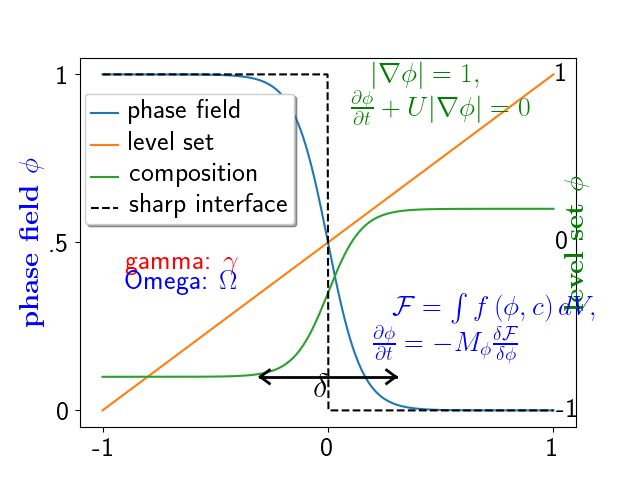 1
.5
0
-1
0
1
phase field ϕ
phase field
level set
composition
sharp interface
|∇ϕ| = 1,
∂ϕ/∂t + U|∇ϕ| = 0
1
0
-1
level set ϕ
gamma: γ
Omega: Ω
ℱ = ∫ f (ϕ, c) dV,
∂ϕ/∂t = −M_ϕ δℱ/δϕ
δ